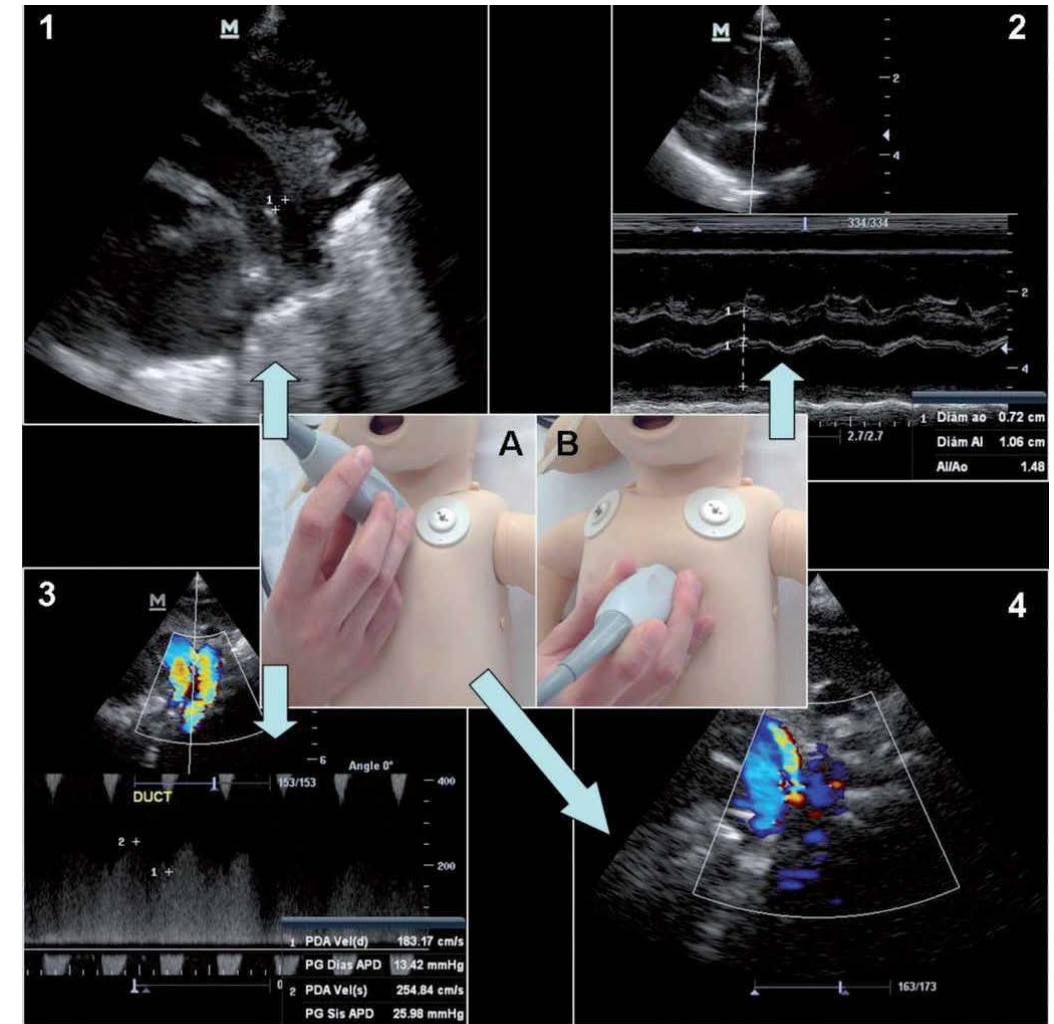 1
M
1
M
2
2
4
334/334
1
1
2
4
2.7/2.7
1 Diám ao 0.72 cm
Diám AI 1.06 cm
AI/Ao 1.48
A
B
3
M
6
Angle 0°
153/153
400
DUCT
2
1
200
0
1 PDA Vel(d) 183.17 cm/s
PG Dias APD 13.42 mmHg
2 PDA Vel(s) 254.84 cm/s
PG Sis APD 25.98 mmHg
4
163/173